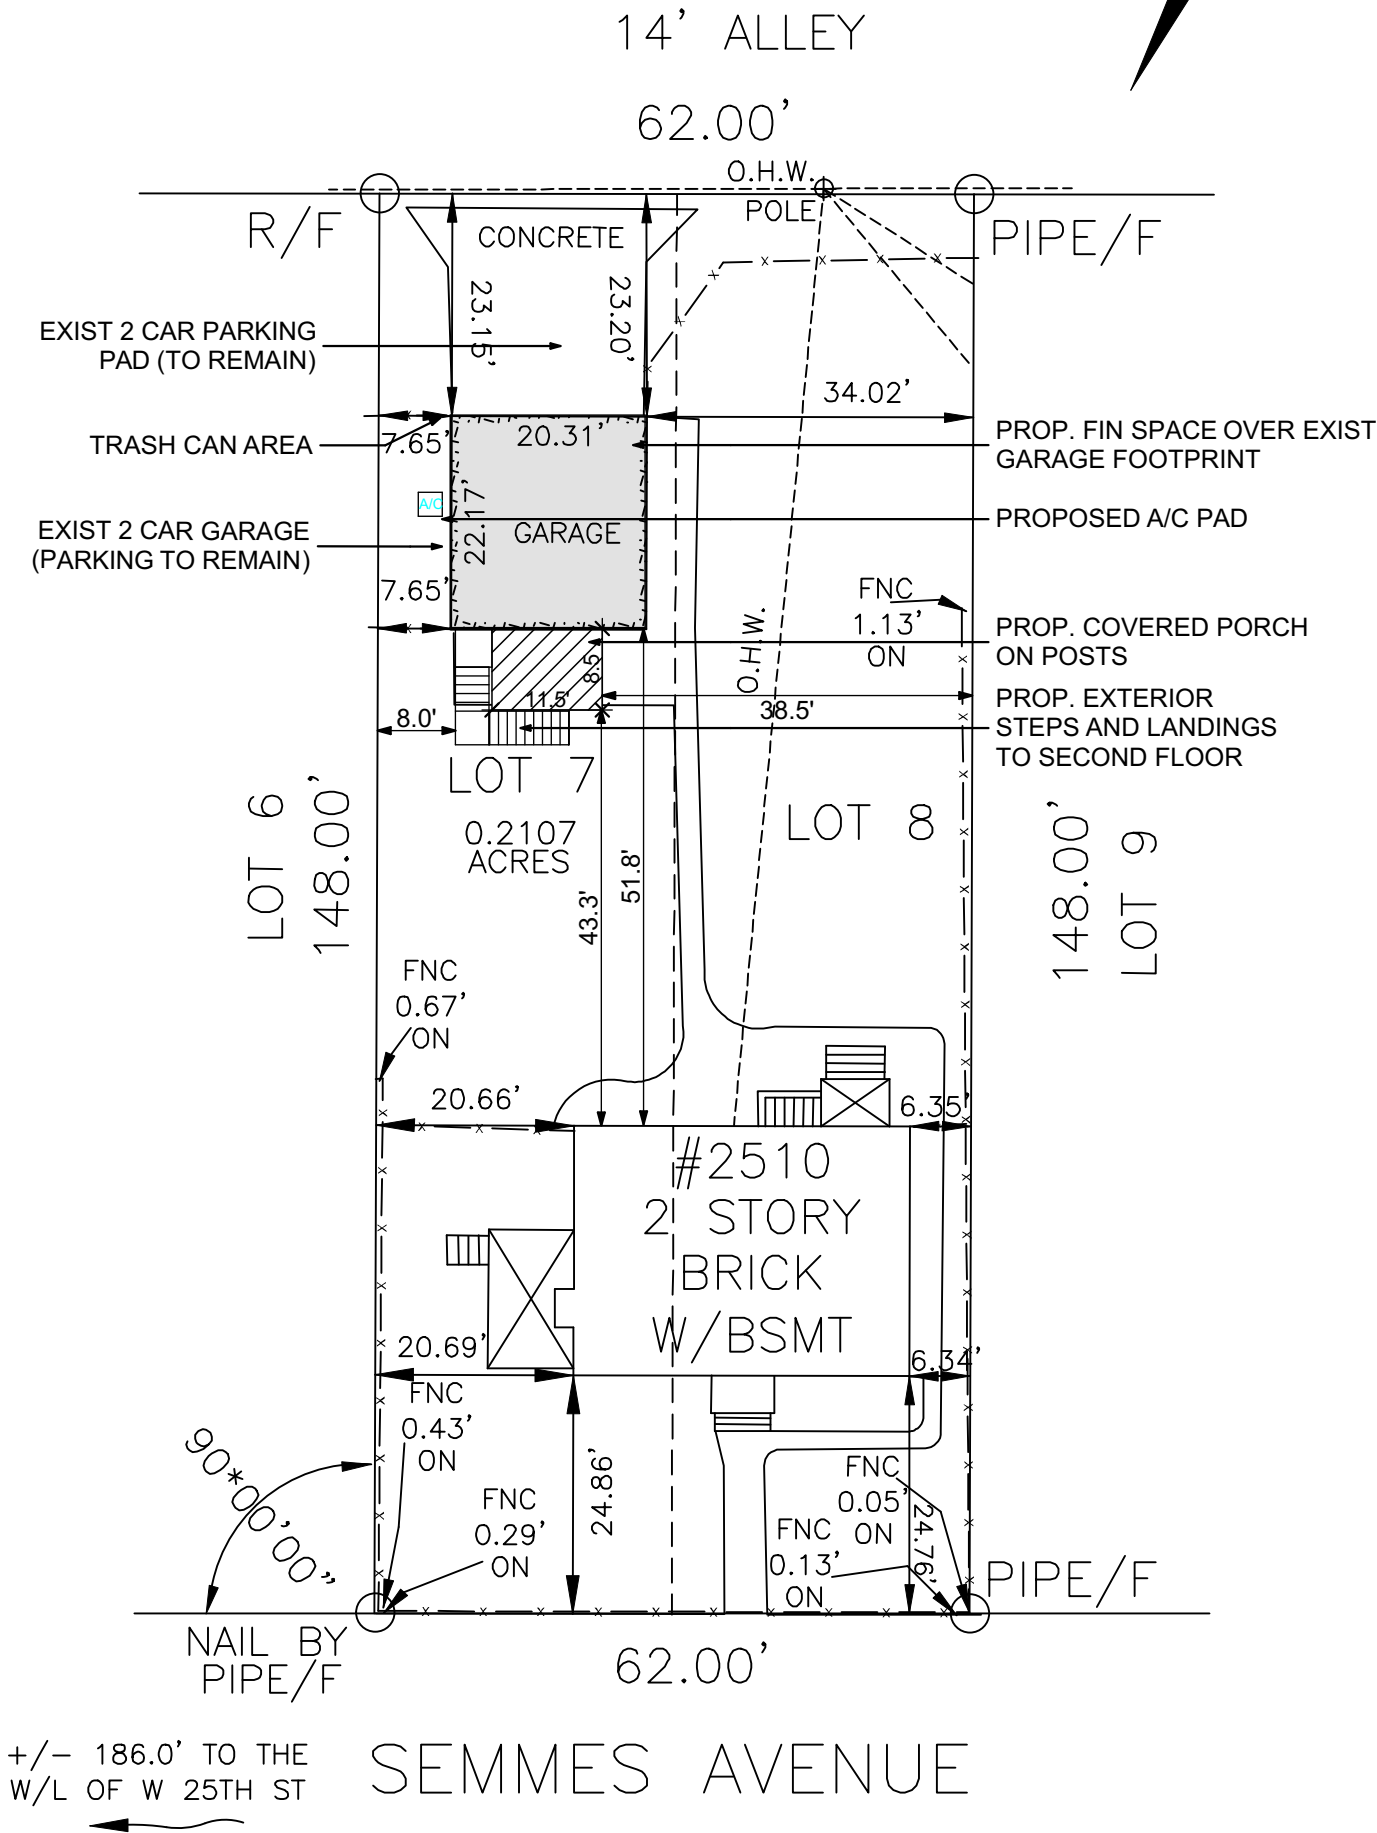 14' ALLEY
62.00'
O.H.W.
POLE
R/F
CONCRETE
PIPE/F
23.15'
23.20'
EXIST 2 CAR PARKING
PAD (TO REMAIN)
34.02'
TRASH CAN AREA
7.65'
20.31'
PROP. FIN SPACE OVER EXIST
GARAGE FOOTPRINT
A/C
22.17'
GARAGE
PROPOSED A/C PAD
EXIST 2 CAR GARAGE
(PARKING TO REMAIN)
7.65'
FNC
1.13'
ON
O.H.W.
PROP. COVERED PORCH
ON POSTS
8.5'
11.5'
38.5'
8.0'
PROP. EXTERIOR
STEPS AND LANDINGS
TO SECOND FLOOR
LOT 7
0.2107
ACRES
LOT 8
LOT 6
148.00'
148.00'
LOT 9
43.3'
51.8'
FNC
0.67'
ON
20.66'
6.35'
#2510
2 STORY
BRICK
W/BSMT
20.69'
6.34'
FNC
0.43'
ON
90*00'00"
24.86'
FNC
0.29'
ON
FNC
0.05'
ON
FNC
0.13'
ON
24.76'
PIPE/F
NAIL BY
PIPE/F
62.00'
+/- 186.0' TO THE
W/L OF W 25TH ST
SEMMES AVENUE